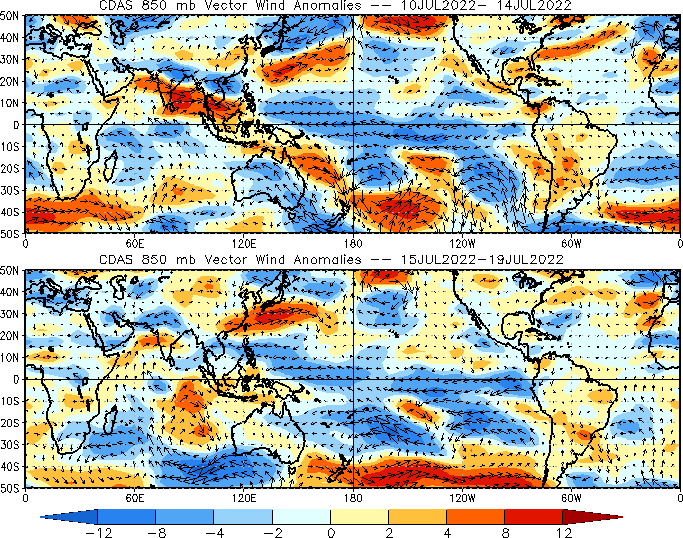 CDAS 850 mb Vector Wind Anomalies -- 10JUL2022- 14JUL2022
50N
40N
30N
20N
10N
0
10S
20S
30S
40S
50S
0 60E 120E 180 120W 60W 0
CDAS 850 mb Vector Wind Anomalies -- 15JUL2022-19JUL2022
50N
40N
30N
20N
10N
0
10S
20S
30S
40S
50S
0 60E 120E 180 120W 60W 0
-12 -8 -4 -2 0 2 4 8 12